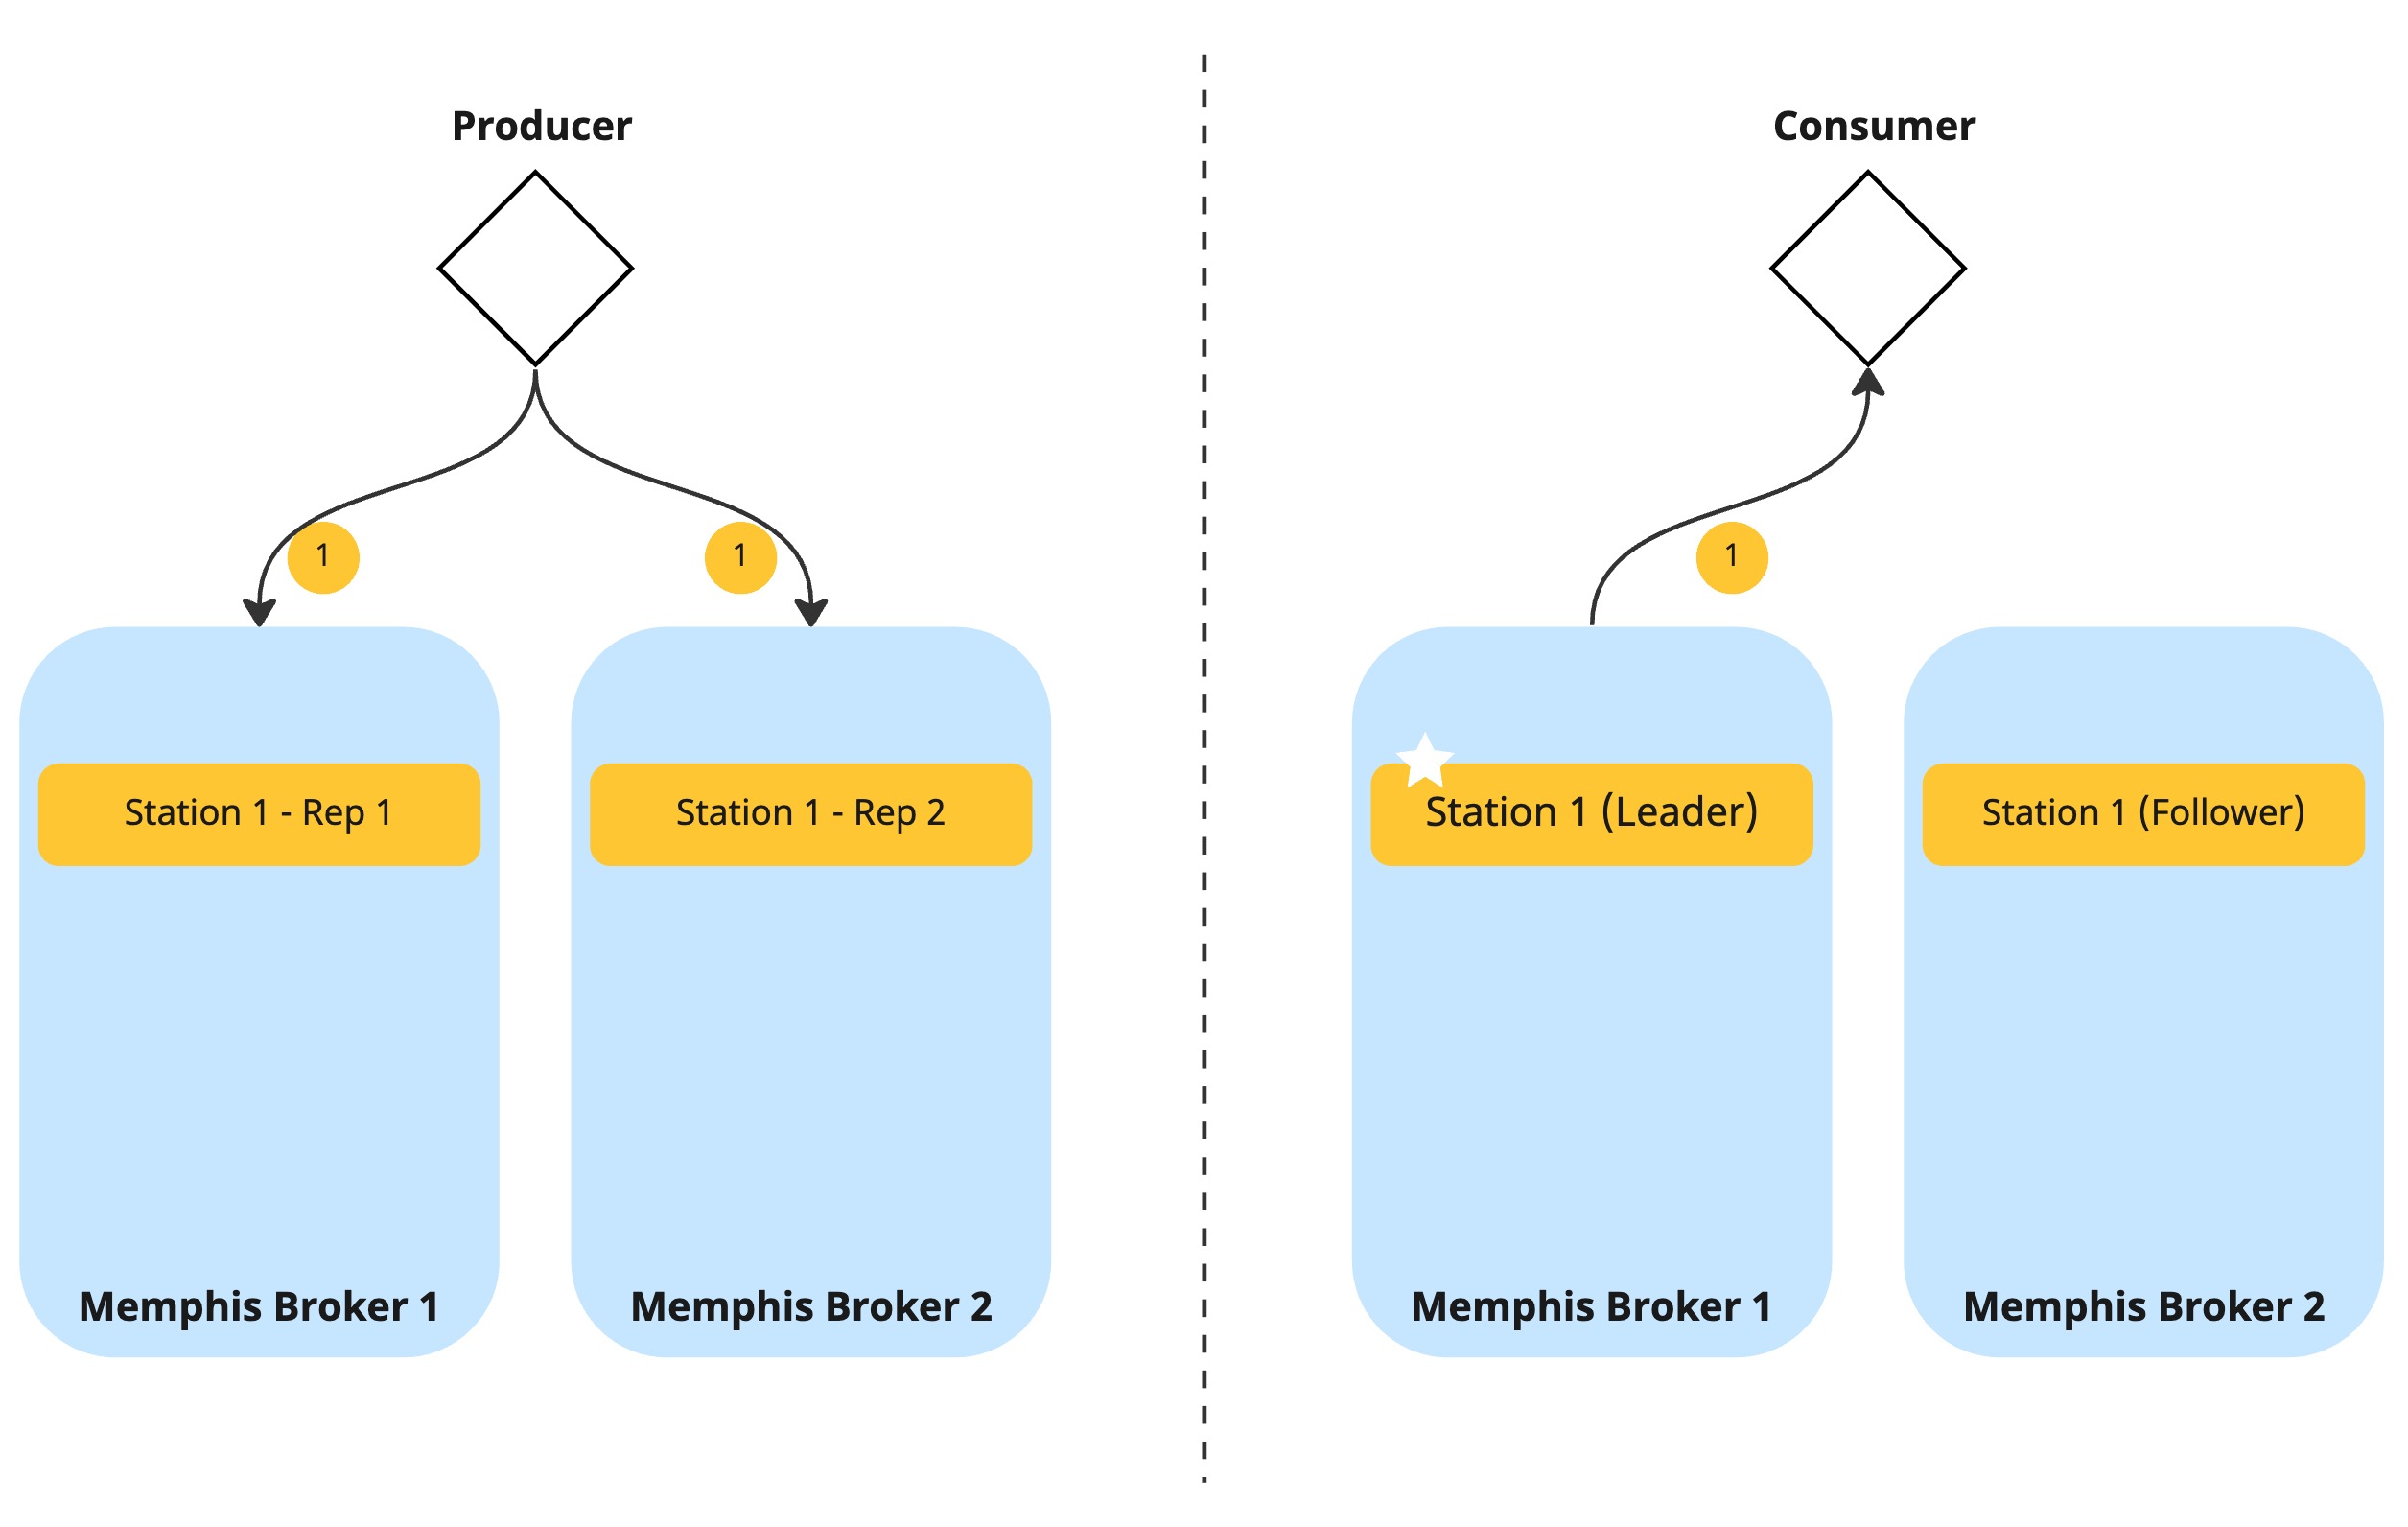 Producer
1
1
Station 1 - Rep 1
Station 1 - Rep 2
Memphis Broker 1
Memphis Broker 2
Consumer
1
Station 1 (Leader)
Station 1 (Follower)
Memphis Broker 1
Memphis Broker 2